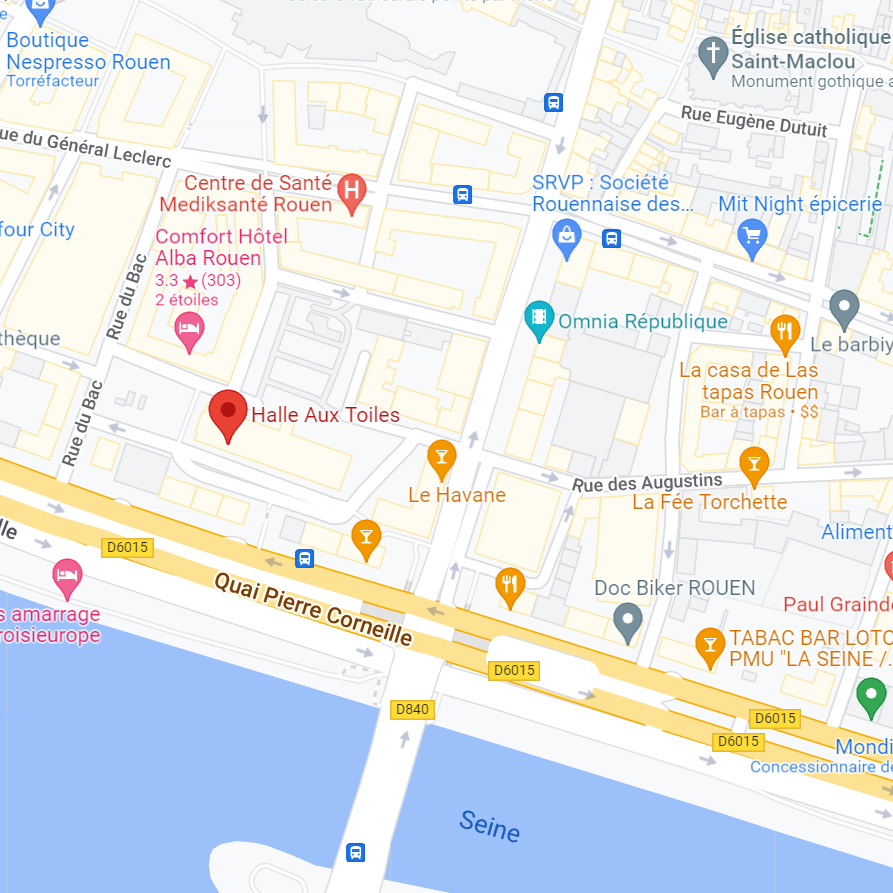 Boutique
Nespresso Rouen
Torréfacteur
Église catholique
Saint-Maclou
Monument gothique a
Rue Eugène Dutuit
ue du Général Leclerc
Centre de Santé
Mediksanté Rouen
SRVP : Société
Rouennaise des...
Mit Night épicerie
four City
Comfort Hôtel
Alba Rouen
3.3 ★ (303)
2 étoiles
Rue du Bac
Omnia République
thèque
Le barbiy
La casa de Las
tapas Rouen
Bar à tapas • $$
Rue du Bac
Halle Aux Toiles
Le Havane
Rue des Augustins
La Fée Torchette
lle
D6015
Aliment
Quai Pierre Corneille
Doc Biker ROUEN
s amarrage
roisieurope
Paul Grainde
TABAC BAR LOTO
PMU "LA SEINE /.
D6015
D840
D6015
D6015
Mondi
Concessionnaire de
Seine